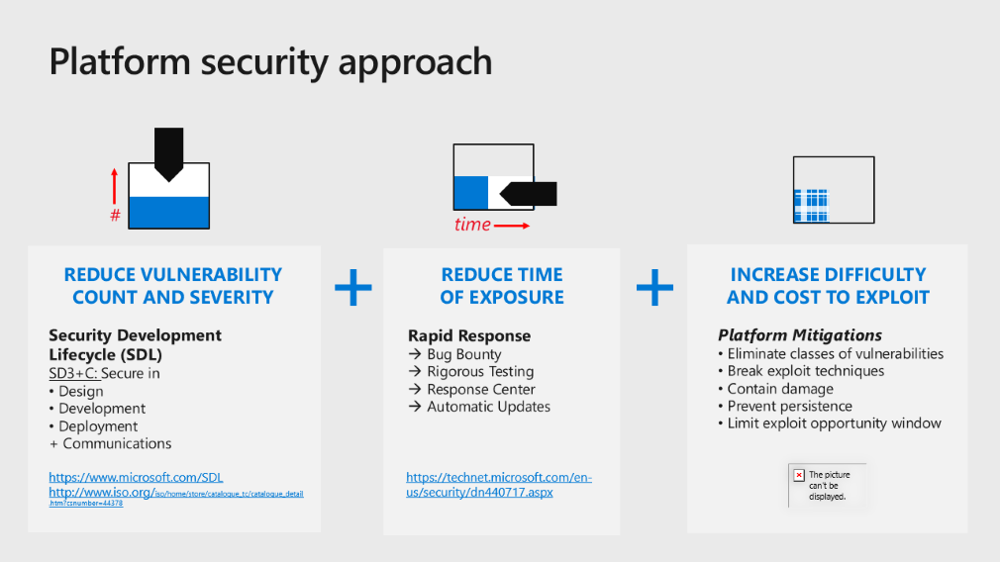 Platform security approach
#
time
REDUCE VULNERABILITY
COUNT AND SEVERITY
Security Development
Lifecycle (SDL)
SD3+C: Secure in
• Design
• Development
• Deployment
+ Communications
https://www.microsoft.com/SDL
http://www.iso.org/iso/home/store/catalogue_tc/catalogue_detail
.htm?csnumber=44378
+
REDUCE TIME
OF EXPOSURE
Rapid Response
→ Bug Bounty
→ Rigorous Testing
→ Response Center
→ Automatic Updates
https://technet.microsoft.com/en-
us/security/dn440717.aspx
+
INCREASE DIFFICULTY
AND COST TO EXPLOIT
Platform Mitigations
• Eliminate classes of vulnerabilities
• Break exploit techniques
• Contain damage
• Prevent persistence
• Limit exploit opportunity window
The picture
can't be
displayed.